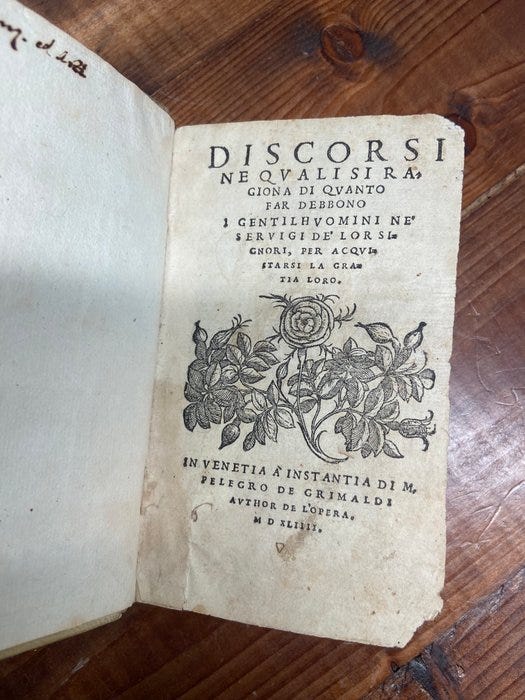 DISCORSI
NE QVALI SI RA,
GIONA DI QVANTO
FAR DEBBONO
I GENTILHVOMINI NE'
SERVIGI DE' LOR SI-
GNORI, PER ACQVI-
STARSI LA GRA-
TIA LORO.
IN VENETIA A' INSTANTIA DI M.
PELEGRO DE GRIMALDI
AVTHOR DE L'OPERA.
M D XLIIII.